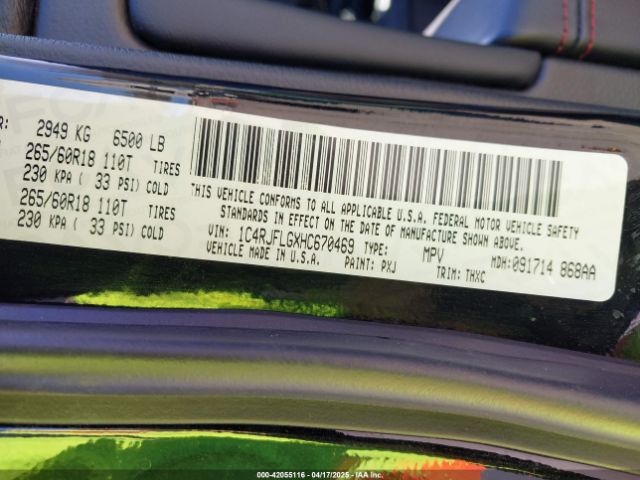 R: 2949 KG 6500 LB
265/60R18 110T TIRES
230 KPA ( 33 PSI) COLD
265/60R18 110T TIRES
230 KPA ( 33 PSI) COLD
THIS VEHICLE CONFORMS TO ALL APPLICABLE U.S.A. FEDERAL MOTOR VEHICLE SAFETY
STANDARDS IN EFFECT ON THE DATE OF MANUFACTURE SHOWN ABOVE.
VIN: 1C4RJFLGXHC670469 TYPE: MPV MDH:091714 868AA
VEHICLE MADE IN U.S.A. PAINT: PXJ TRIM: THXC
000-42055116 - 04/17/2025 - IAAI.COM